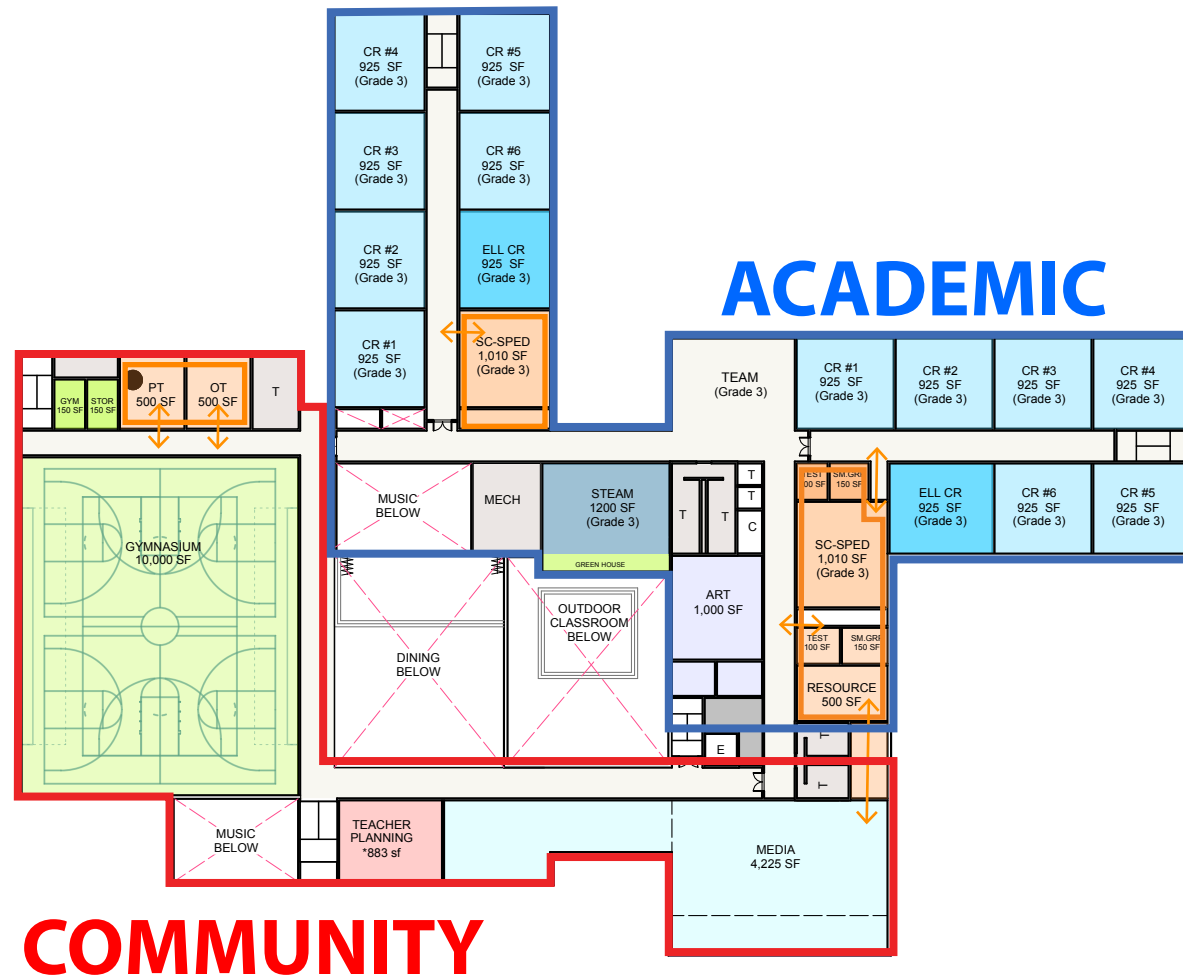 CR #4
925 SF
(Grade 3)
CR #5
925 SF
(Grade 3)
CR #3
925 SF
(Grade 3)
CR #6
925 SF
(Grade 3)
CR #2
925 SF
(Grade 3)
ELL CR
925 SF
(Grade 3)
ACADEMIC
CR #1
925 SF
(Grade 3)
SC-SPED
1,010 SF
(Grade 3)
TEAM
(Grade 3)
CR #1
925 SF
(Grade 3)
CR #2
925 SF
(Grade 3)
CR #3
925 SF
(Grade 3)
CR #4
925 SF
(Grade 3)
GYM
150 SF
STOR
150 SF
PT
500 SF
OT
500 SF
T
MUSIC
BELOW
MECH
STEAM
1200 SF
(Grade 3)
GREEN HOUSE
T
T
T
T
C
SM.GRP
150 SF
ELL CR
925 SF
(Grade 3)
CR #6
925 SF
(Grade 3)
CR #5
925 SF
(Grade 3)
SC-SPED
1,010 SF
(Grade 3)
GYMNASIUM
10,000 SF
ART
1,000 SF
OUTDOOR
CLASSROOM
BELOW
DINING
BELOW
TEST
100 SF
SM.GRP
150 SF
RESOURCE
500 SF
E
T
T
MUSIC
BELOW
TEACHER
PLANNING
*883 sf
MEDIA
4,225 SF
COMMUNITY